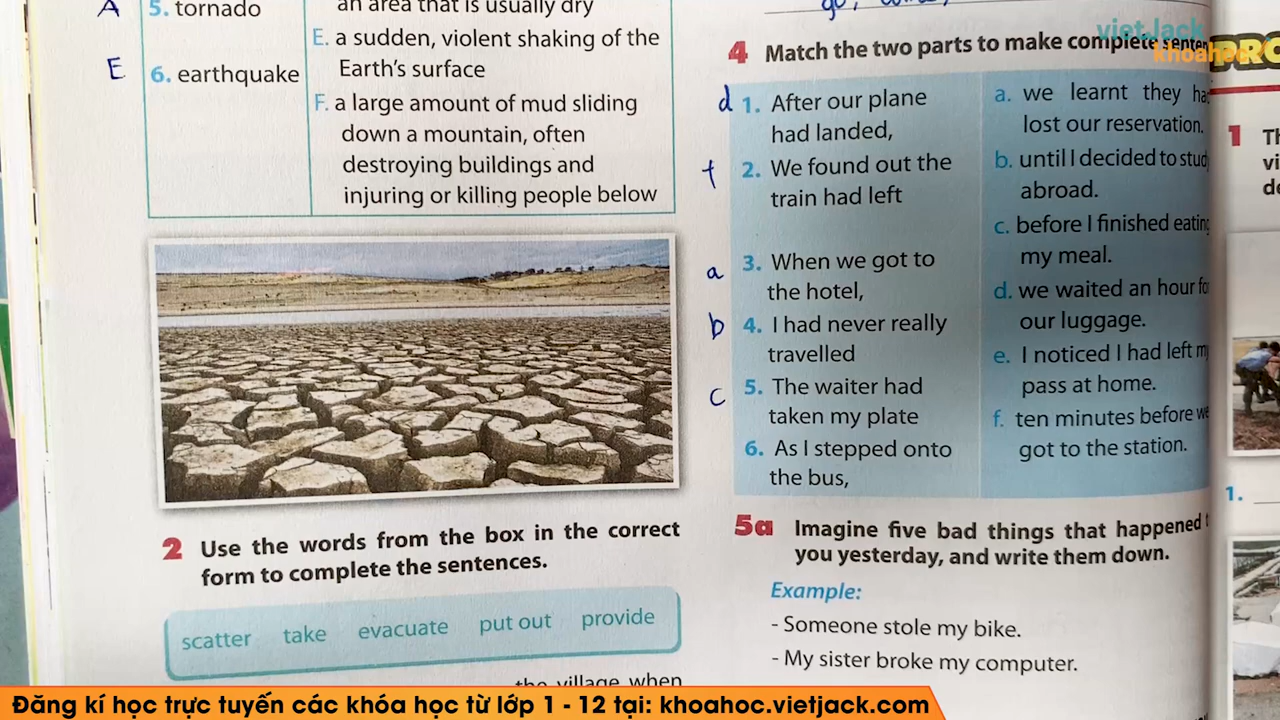 A 5. tornado
E 6. earthquake
an area that is usually dry
E. a sudden, violent shaking of the
Earth's surface
F. a large amount of mud sliding
down a mountain, often
destroying buildings and
injuring or killing people below
2 Use the words from the box in the correct
form to complete the sentences.
scatter take evacuate put out provide
the village when
go,
4 Match the two parts to make complete
d 1. After our plane
had landed,
f 2. We found out the
train had left
a 3. When we got to
the hotel,
b 4. I had never really
travelled
c 5. The waiter had
taken my plate
6. As I stepped onto
the bus,
a. we learnt they
lost our reservation.
b. until I decided to
abroad.
c. before I finished eating
my meal.
d. we waited an hour
our luggage.
e. I noticed I had left
pass at home.
f. ten minutes before
got to the station.
5a Imagine five bad things that happened
you yesterday, and write them down.
Example:
- Someone stole my bike.
- My sister broke my computer.
1
1.
vietJack
khoahoc
Đăng kí học trực tuyến các khóa học từ lớp 1 - 12 tại: khoahoc.vietjack.com